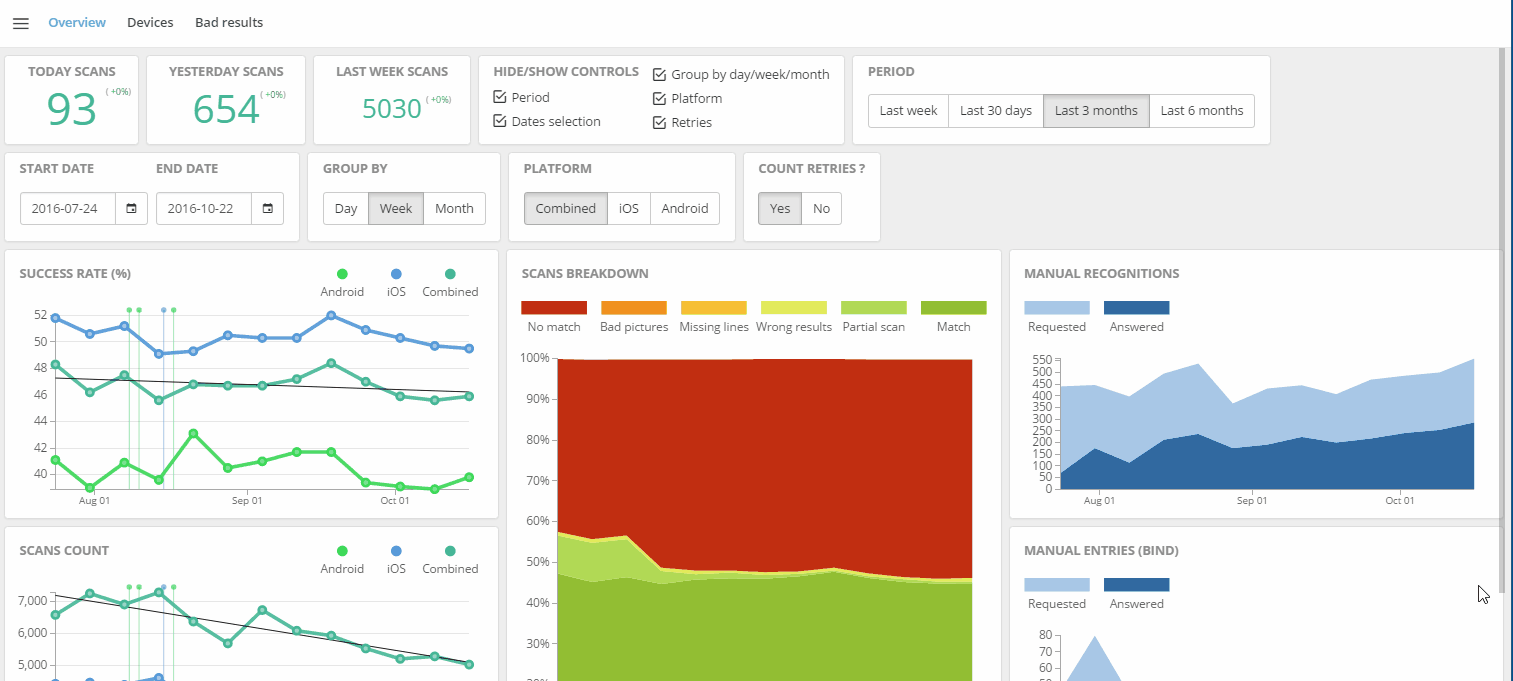 Overview Devices Bad results
TODAY SCANS
93 ( +0%)
YESTERDAY SCANS
654 ( +0%)
LAST WEEK SCANS
5030 ( +0%)
HIDE/SHOW CONTROLS
Period
Dates selection
Group by day/week/month
Platform
Retries
PERIOD
Last week Last 30 days Last 3 months Last 6 months
START DATE END DATE
2016-07-24 2016-10-22
GROUP BY
Day Week Month
PLATFORM
Combined iOS Android
COUNT RETRIES ?
Yes No
SUCCESS RATE (%)
Android iOS Combined
52
50
48
46
44
42
40
Aug 01 Sep 01 Oct 01
SCANS COUNT
Android iOS Combined
7,000
6,000
5,000
SCANS BREAKDOWN
No match Bad pictures Missing lines Wrong results Partial scan Match
100%
90%
80%
70%
60%
50%
40%
30%
MANUAL RECOGNITIONS
Requested Answered
550
500
450
400
350
300
250
200
150
100
50
0
Aug 01 Sep 01 Oct 01
MANUAL ENTRIES (BIND)
Requested Answered
80
70
60